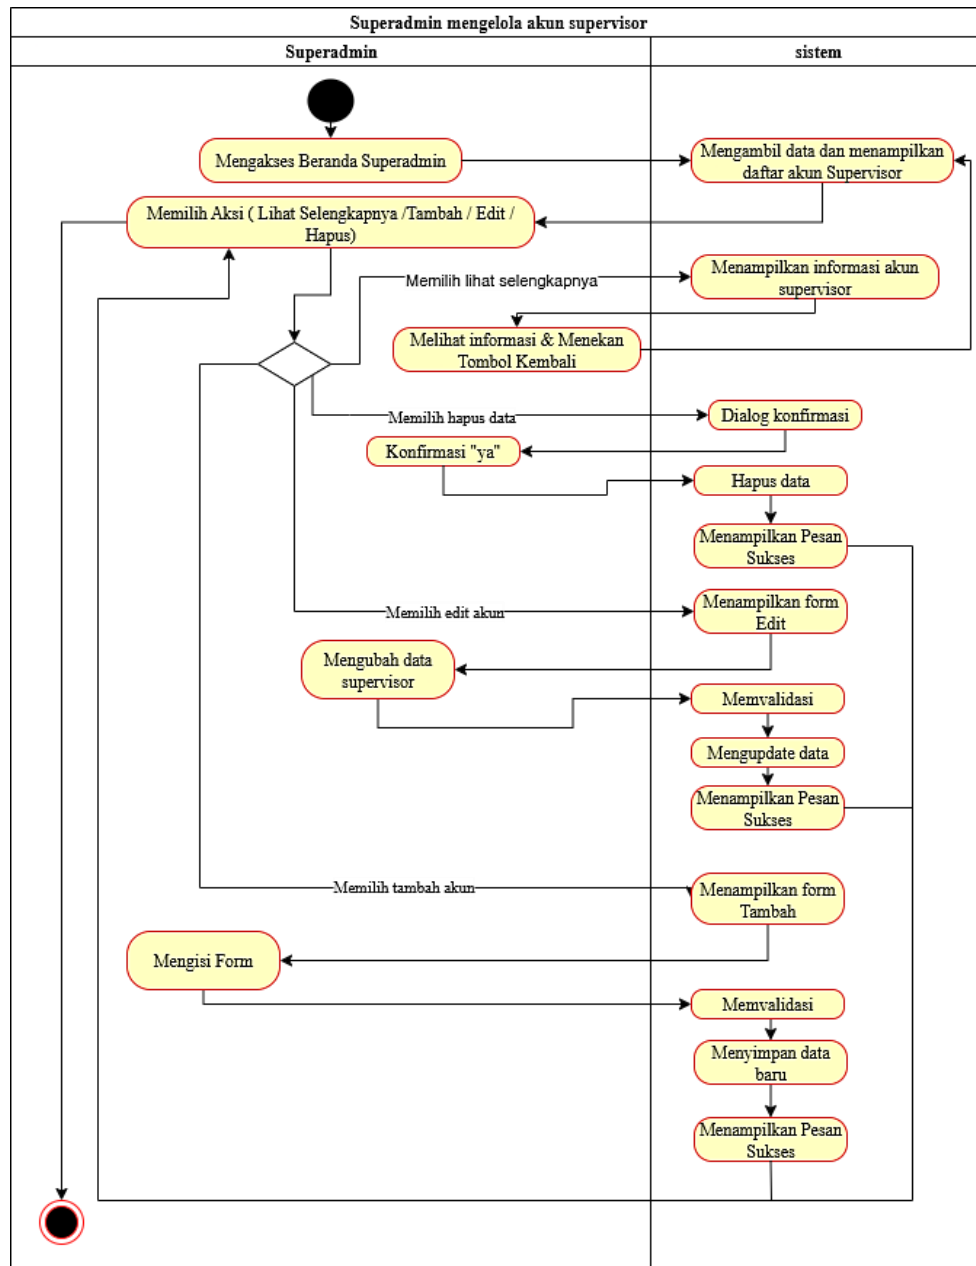 Superadmin mengelola akun supervisor
Superadmin
sistem
Mengakses Beranda Superadmin
Mengambil data dan menampilkan
daftar akun Supervisor
Memilih Aksi ( Lihat Selengkapnya /Tambah / Edit /
Hapus)
Memilih lihat selengkapnya
Menampilkan informasi akun
supervisor
Melihat informasi & Menekan
Tombol Kembali
Memilih hapus data
Dialog konfirmasi
Konfirmasi "ya"
Hapus data
Menampilkan Pesan
Sukses
Memilih edit akun
Menampilkan form
Edit
Mengubah data
supervisor
Memvalidasi
Mengupdate data
Menampilkan Pesan
Sukses
Memilih tambah akun
Menampilkan form
Tambah
Mengisi Form
Memvalidasi
Menyimpan data
baru
Menampilkan Pesan
Sukses